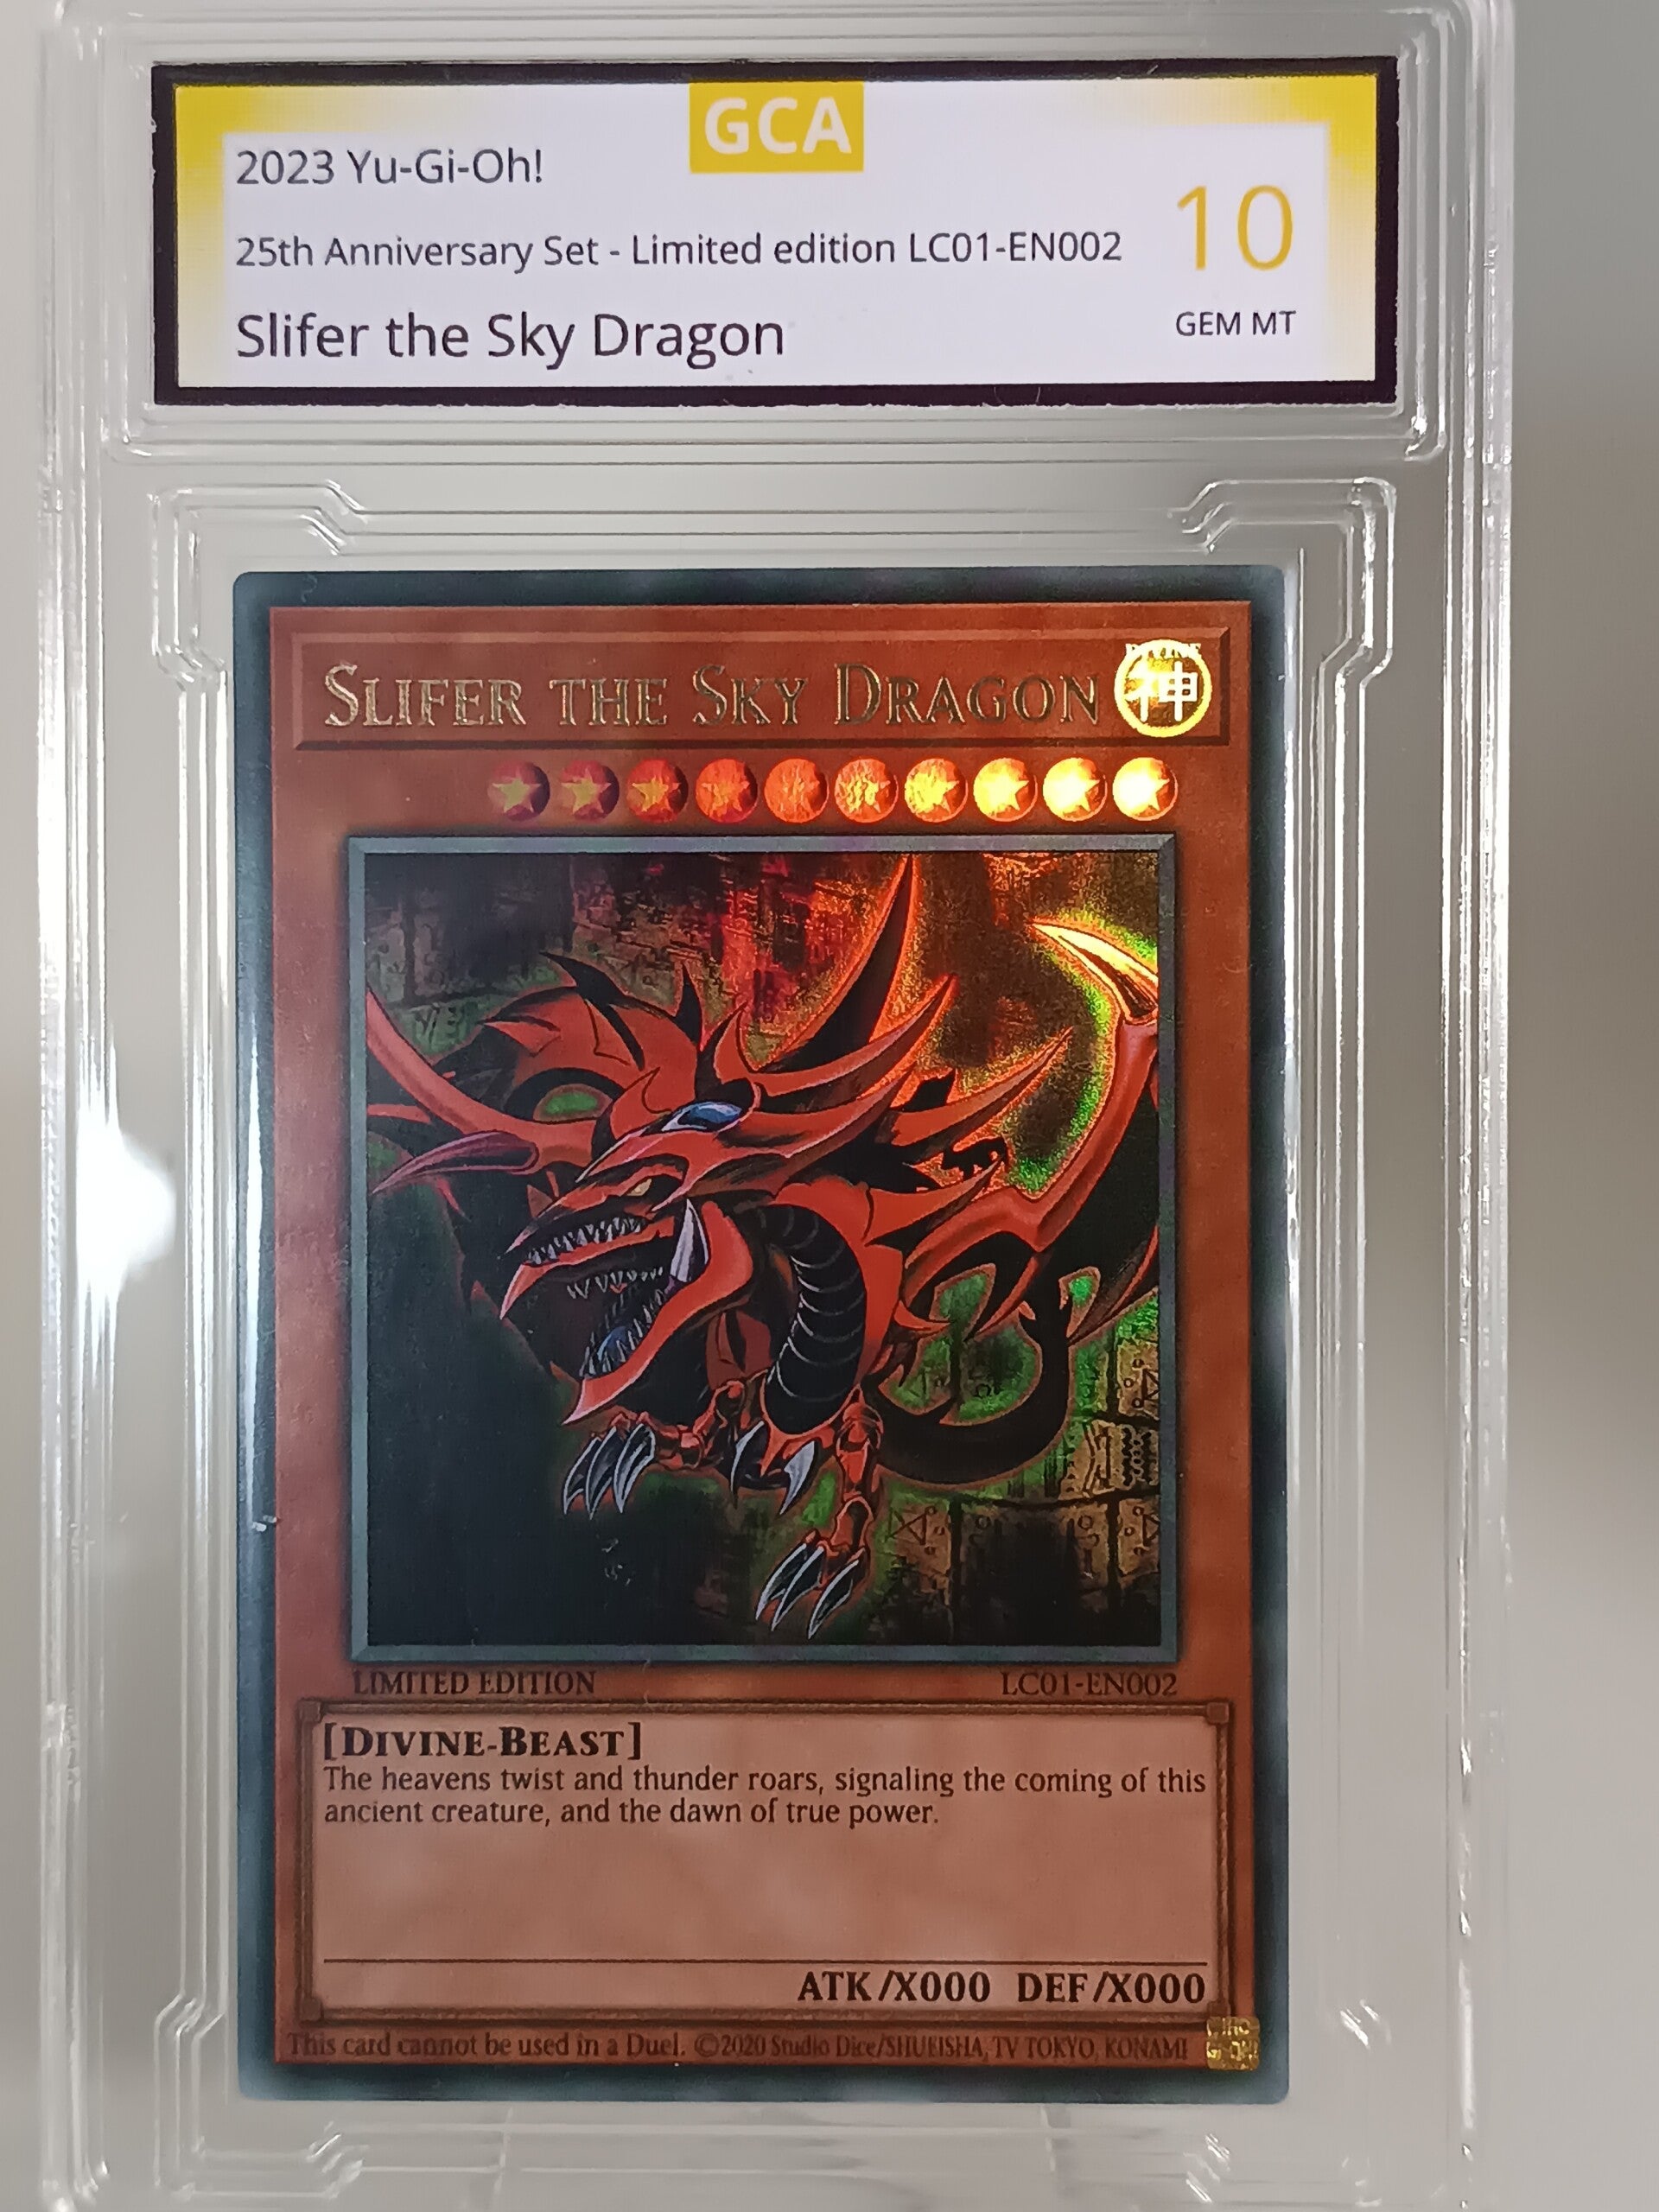 GCA
2023 Yu-Gi-Oh!
25th Anniversary Set - Limited edition LC01-EN002
10
Slifer the Sky Dragon
GEM MT
SLIFER THE SKY DRAGON
DIVINE
神
LIMITED EDITION
LC01-EN002
[DIVINE-BEAST]
The heavens twist and thunder roars, signaling the coming of this
ancient creature, and the dawn of true power.
ATK/X000 DEF/X000
This card cannot be used in a Duel. ©2020 Studio Dice/SHUEISHA, TV TOKYO, KONAMI